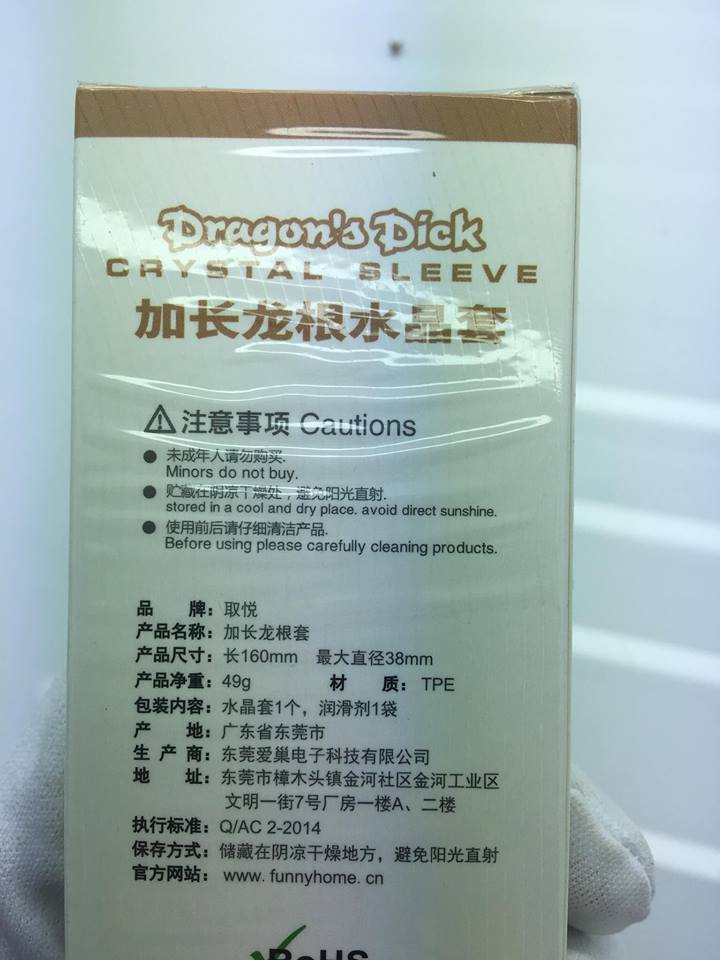 Dragon's Dick
CRYSTAL SLEEVE
加长龙根水晶套
注意事项 Cautions
● 未成年人请勿购买.
Minors do not buy.
● 贮藏在阴凉干燥处，避免阳光直射.
stored in a cool and dry place. avoid direct sunshine.
● 使用前后请仔细清洁产品.
Before using please carefully cleaning products.
品 牌：取悦
产品名称：加长龙根套
产品尺寸：长160mm 最大直径38mm
产品净重：49g 材 质：TPE
包装内容：水晶套1个，润滑剂1袋
产 地：广东省东莞市
生 产 商：东莞爱巢电子科技有限公司
地 址：东莞市樟木头镇金河社区金河工业区
文明一街7号厂房一楼A、二楼
执行标准：Q/AC 2-2014
保存方式：储藏在阴凉干燥地方，避免阳光直射
官方网站：www. funnyhome. cn
RoHS